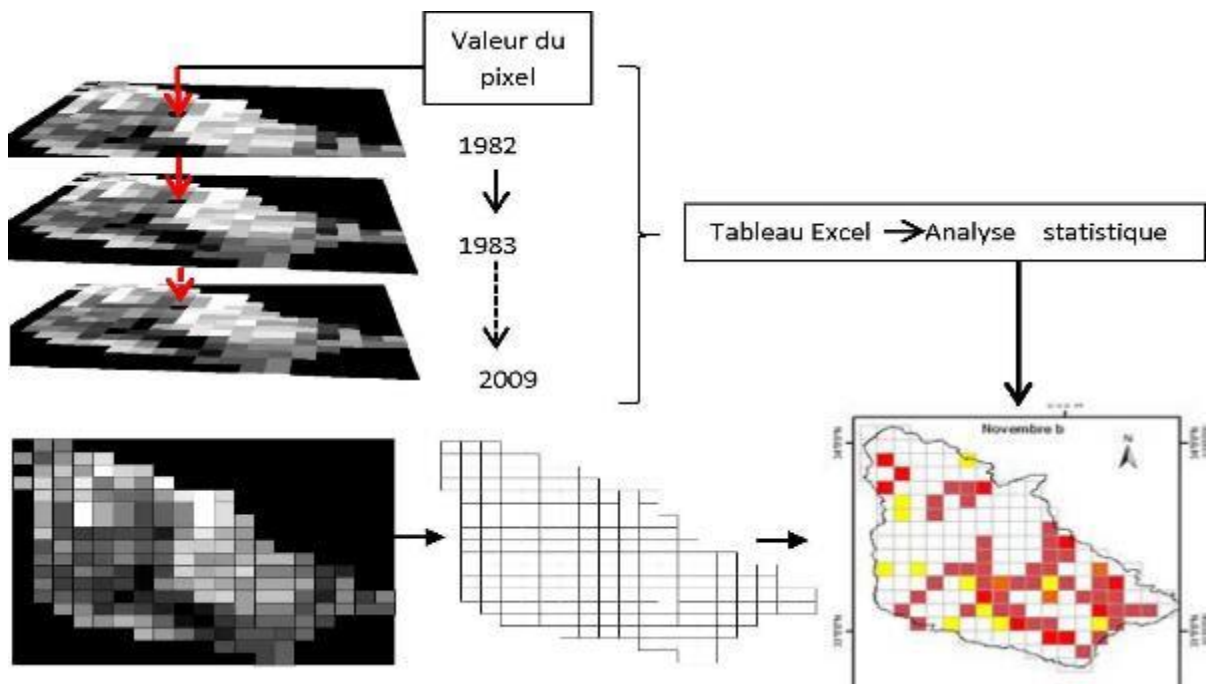 Valeur du
pixel
1982
1983
2009
Tableau Excel Analyse statistique
Novembre b
N